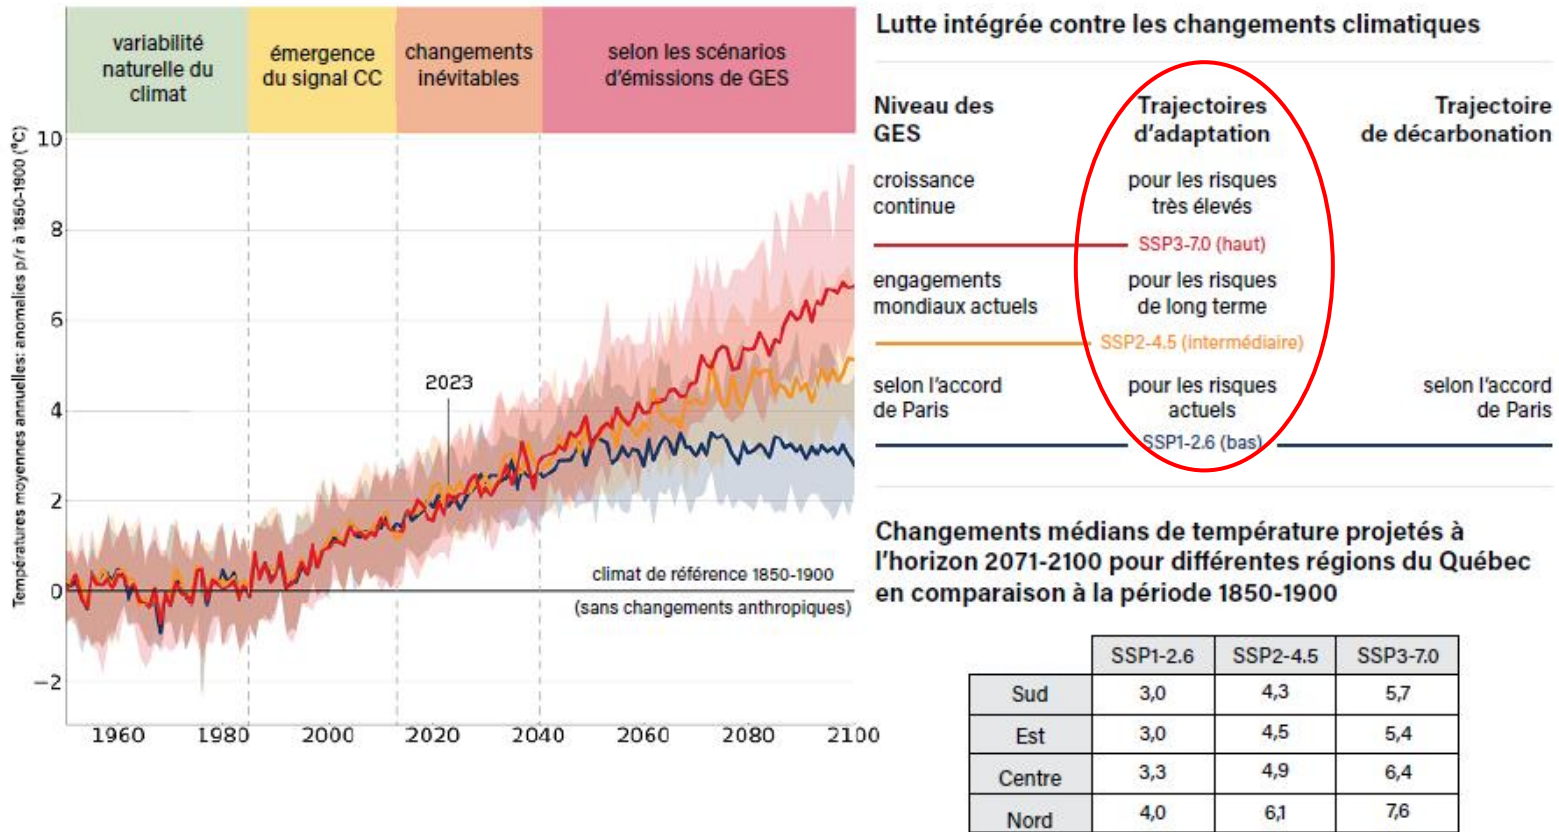 variabilité
naturelle du
climat
émergence
du signal CC
changements
inévitables
selon les scénarios
d'émissions de GES
Températures moyennes annuelles: anomalies p/r à 1850-1900 (°C)
10
8
6
4
2
0
−2
2023
climat de référence 1850-1900
(sans changements anthropiques)
1960
1980
2000
2020
2040
2060
2080
2100
Lutte intégrée contre les changements climatiques
Niveau des
GES
Trajectoires
d'adaptation
Trajectoire
de décarbonation
croissance
continue
pour les risques
très élevés
SSP3-7.0 (haut)
engagements
mondiaux actuels
pour les risques
de long terme
SSP2-4.5 (intermédiaire)
selon l'accord
de Paris
pour les risques
actuels
selon l'accord
de Paris
SSP1-2.6 (bas)
Changements médians de température projetés à
l'horizon 2071-2100 pour différentes régions du Québec
en comparaison à la période 1850-1900
SSP1-2.6 SSP2-4.5 SSP3-7.0
Sud 3,0 4,3 5,7
Est 3,0 4,5 5,4
Centre 3,3 4,9 6,4
Nord 4,0 6,1 7,6